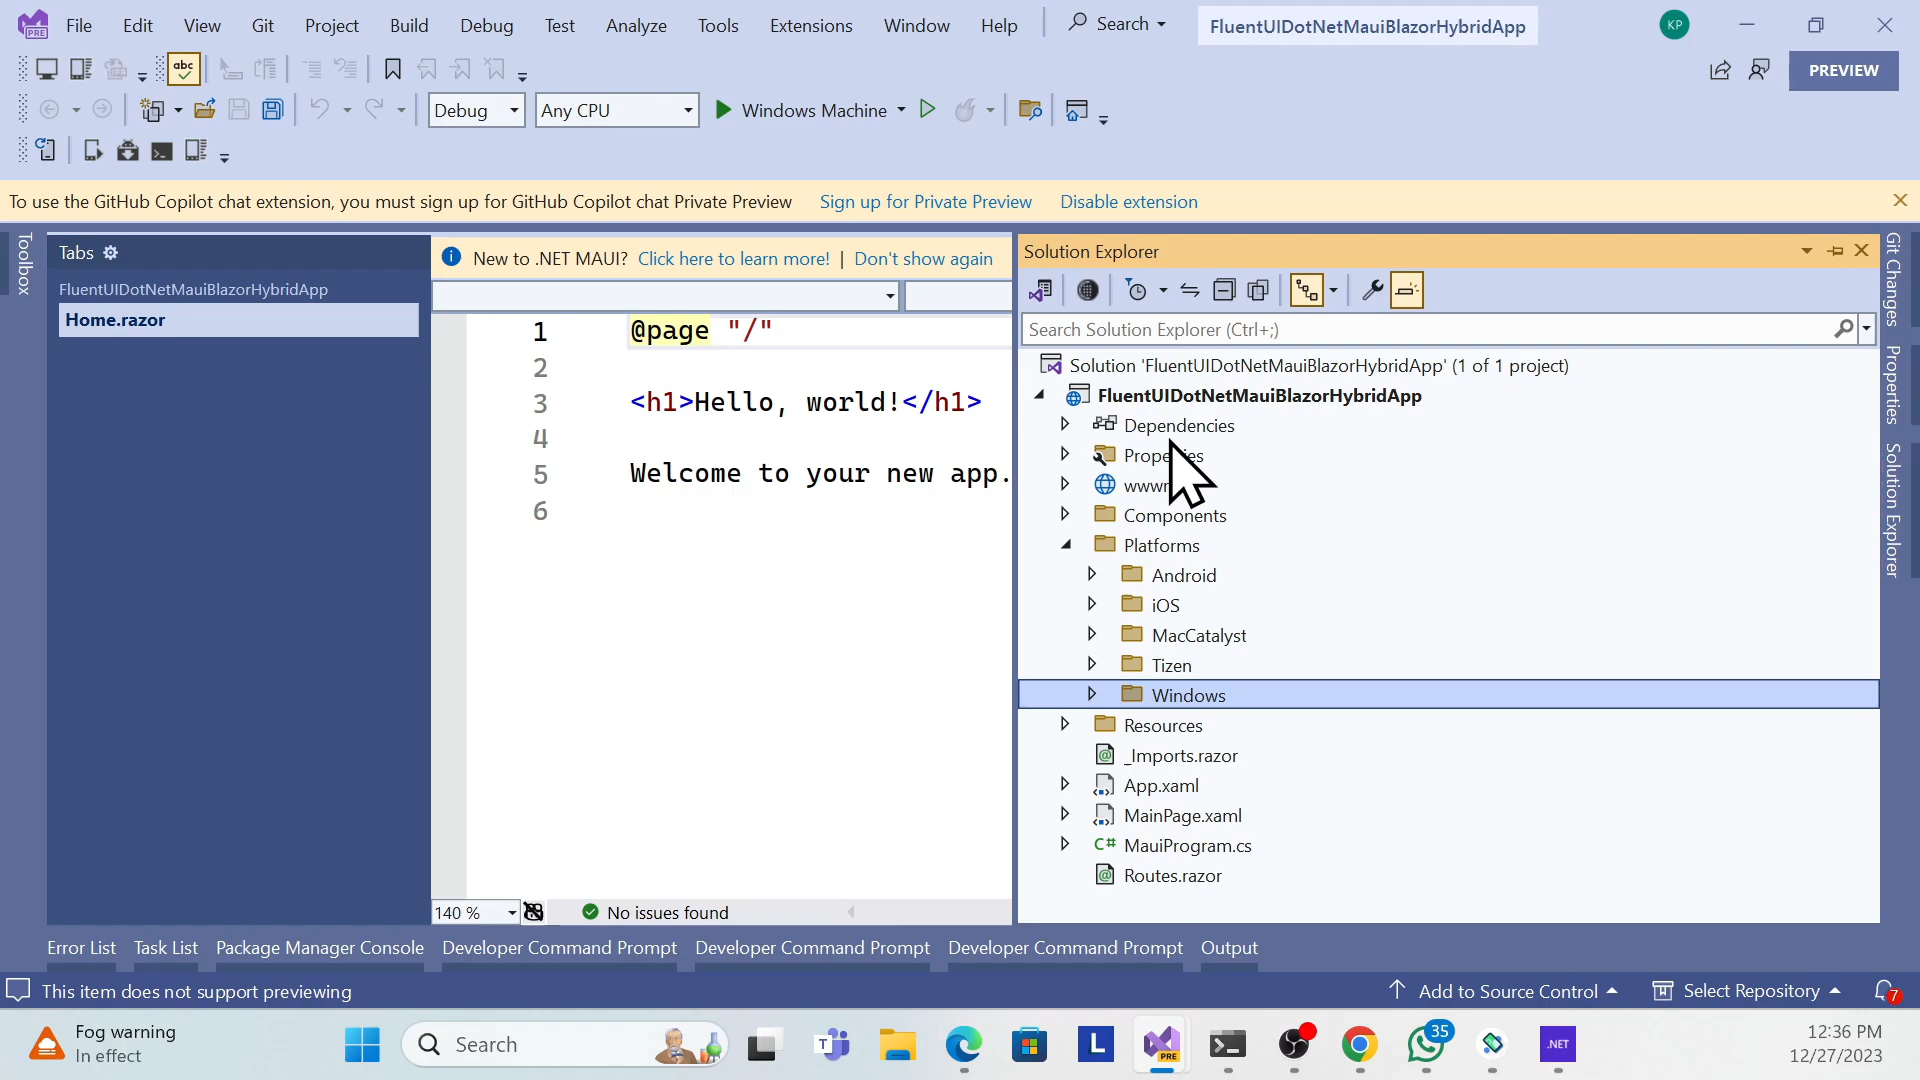 File Edit View Git Project Build Debug Test Analyze Tools Extensions Window Help Search FluentUIDotNetMauiBlazorHybridApp KP
PRE
abc
PREVIEW
Debug Any CPU Windows Machine
To use the GitHub Copilot chat extension, you must sign up for GitHub Copilot chat Private Preview Sign up for Private Preview Disable extension
Toolbox
Tabs
FluentUIDotNetMauiBlazorHybridApp
Home.razor
New to .NET MAUI? Click here to learn more! | Don't show again
1 @page "/"
2
3 <h1>Hello, world!</h1>
4
5 Welcome to your new app.
6
140 % No issues found
Solution Explorer
Search Solution Explorer (Ctrl+;)
Solution 'FluentUIDotNetMauiBlazorHybridApp' (1 of 1 project)
FluentUIDotNetMauiBlazorHybridApp
Dependencies
Properties
Components
Platforms
Android
iOS
MacCatalyst
Tizen
Windows
Resources
_Imports.razor
App.xaml
MainPage.xaml
C# MauiProgram.cs
Routes.razor
Git Changes
Properties
Solution Explorer
Error List Task List Package Manager Console Developer Command Prompt Developer Command Prompt Developer Command Prompt Output
This item does not support previewing Add to Source Control Select Repository 7
Fog warning
In effect
Search
T
L
PRE
35
.NET
12:36 PM
12/27/2023